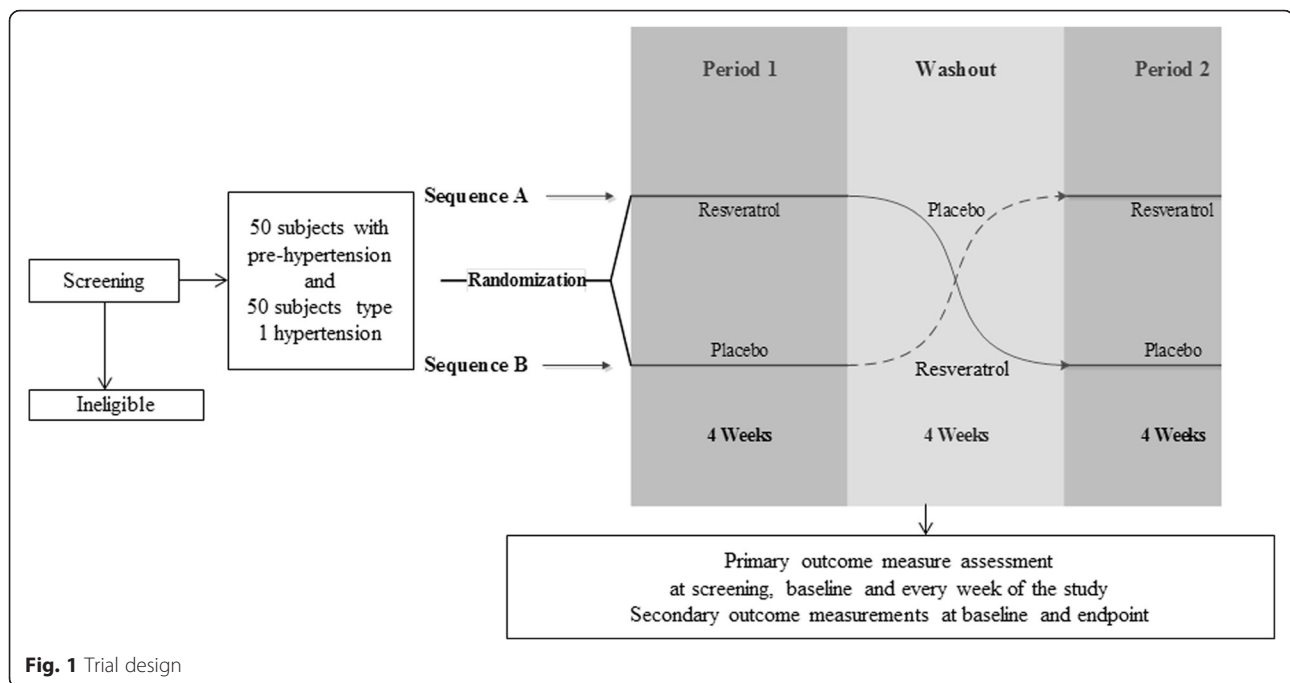 Period 1
Washout
Period 2
Sequence A
Resveratrol
Placebo
Resveratrol
50 subjects with
pre-hypertension
and
50 subjects type
1 hypertension
Screening
Randomization
Sequence B
Placebo
Resveratrol
Placebo
Ineligible
4 Weeks
4 Weeks
4 Weeks
Primary outcome measure assessment
at screening, baseline and every week of the study
Secondary outcome measurements at baseline and endpoint
Fig. 1 Trial design